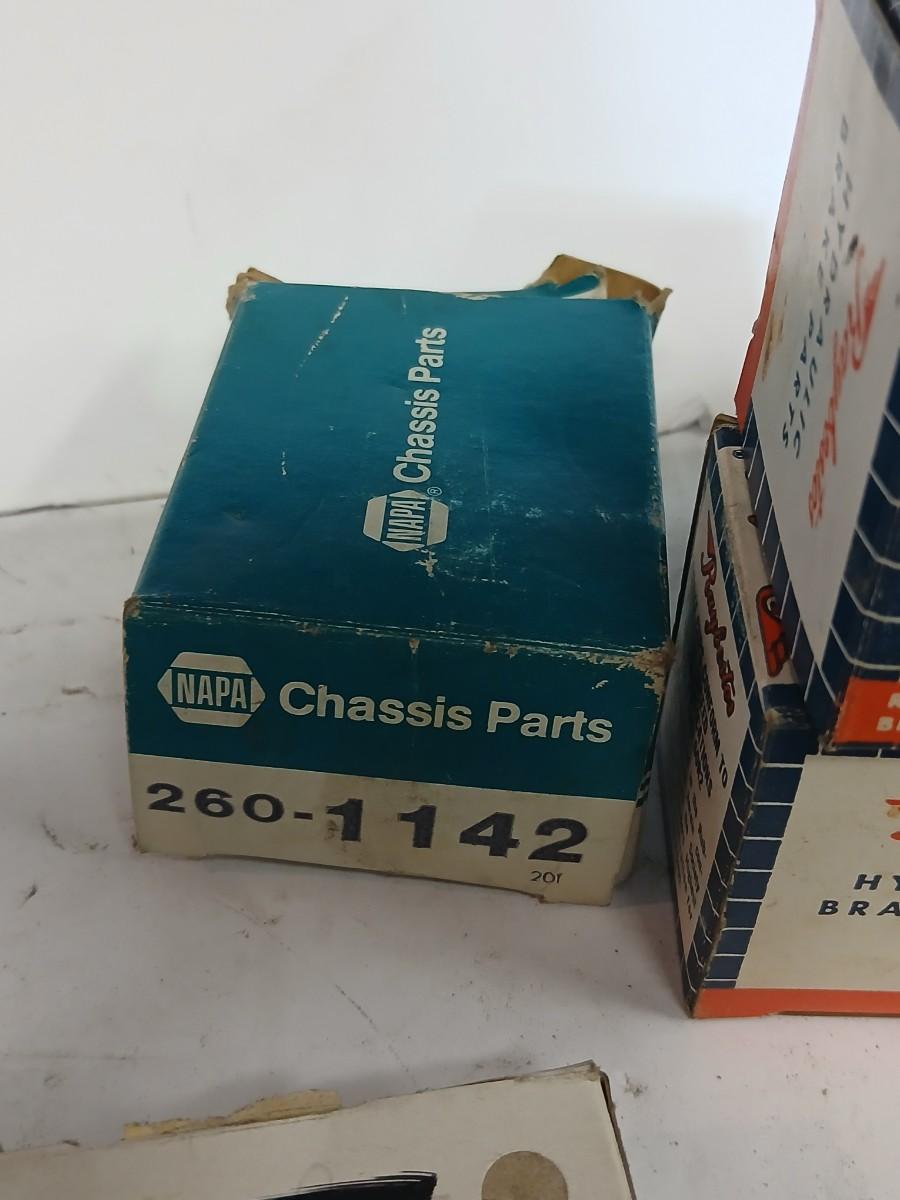 NAPA® Chassis Parts
NAPA Chassis Parts
260-1142
201
HYDRAULIC
BRAKE PARTS
Raybestos
Raybestos
HY
BRA